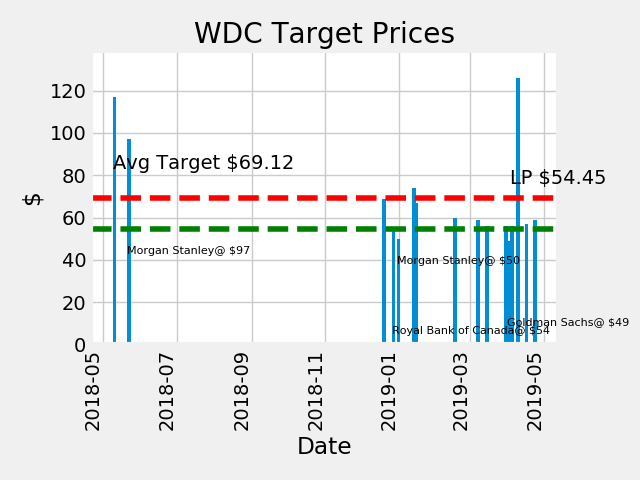 WDC Target Prices
120
100
80
60
40
20
0
$
Avg Target $69.12
LP $54.45
Morgan Stanley@ $97
Morgan Stanley@ $50
Goldman Sachs@ $49
Royal Bank of Canada@ $54
2018-05
2018-07
2018-09
2018-11
2019-01
2019-03
2019-05
Date